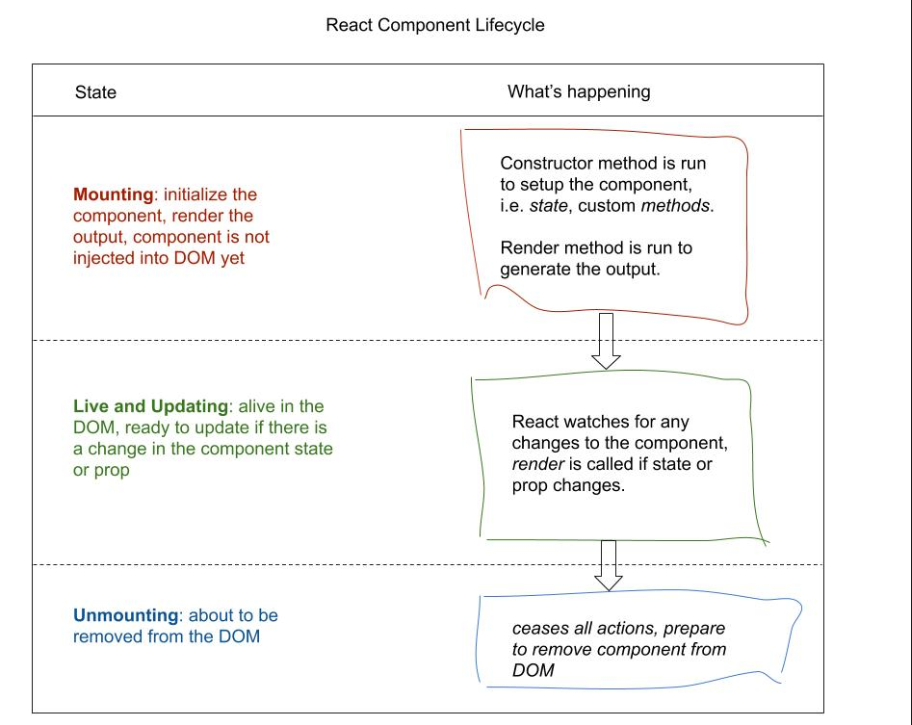 React Component Lifecycle
State
What's happening
Mounting: initialize the
component, render the
output, component is not
injected into DOM yet
Constructor method is run
to setup the component,
i.e. state, custom methods.
Render method is run to
generate the output.
Live and Updating: alive in the
DOM, ready to update if there is
a change in the component state
or prop
React watches for any
changes to the component,
render is called if state or
prop changes.
Unmounting: about to be
removed from the DOM
ceases all actions, prepare
to remove component from
DOM